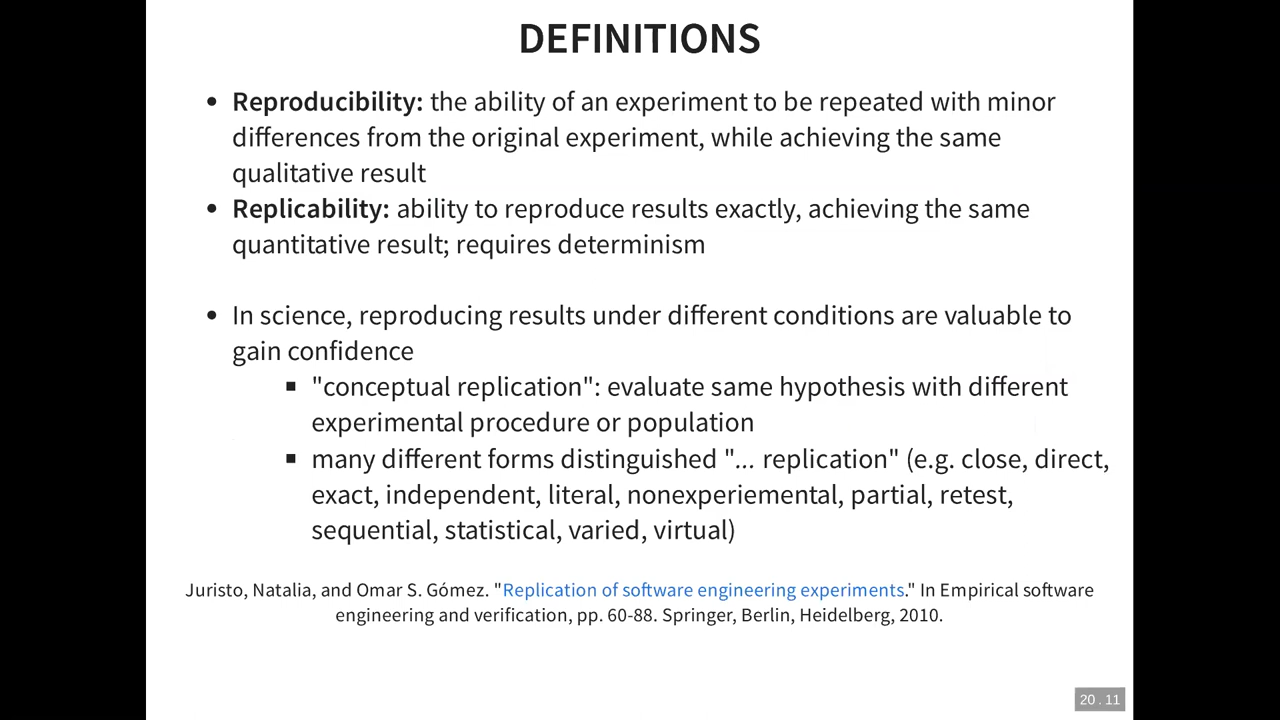 DEFINITIONS
• Reproducibility: the ability of an experiment to be repeated with minor
differences from the original experiment, while achieving the same
qualitative result
• Replicability: ability to reproduce results exactly, achieving the same
quantitative result; requires determinism
• In science, reproducing results under different conditions are valuable to
gain confidence
▪ "conceptual replication": evaluate same hypothesis with different
experimental procedure or population
▪ many different forms distinguished "... replication" (e.g. close, direct,
exact, independent, literal, nonexperiemental, partial, retest,
sequential, statistical, varied, virtual)
Juristo, Natalia, and Omar S. Gómez. "Replication of software engineering experiments." In Empirical software
engineering and verification, pp. 60-88. Springer, Berlin, Heidelberg, 2010.
20 . 11